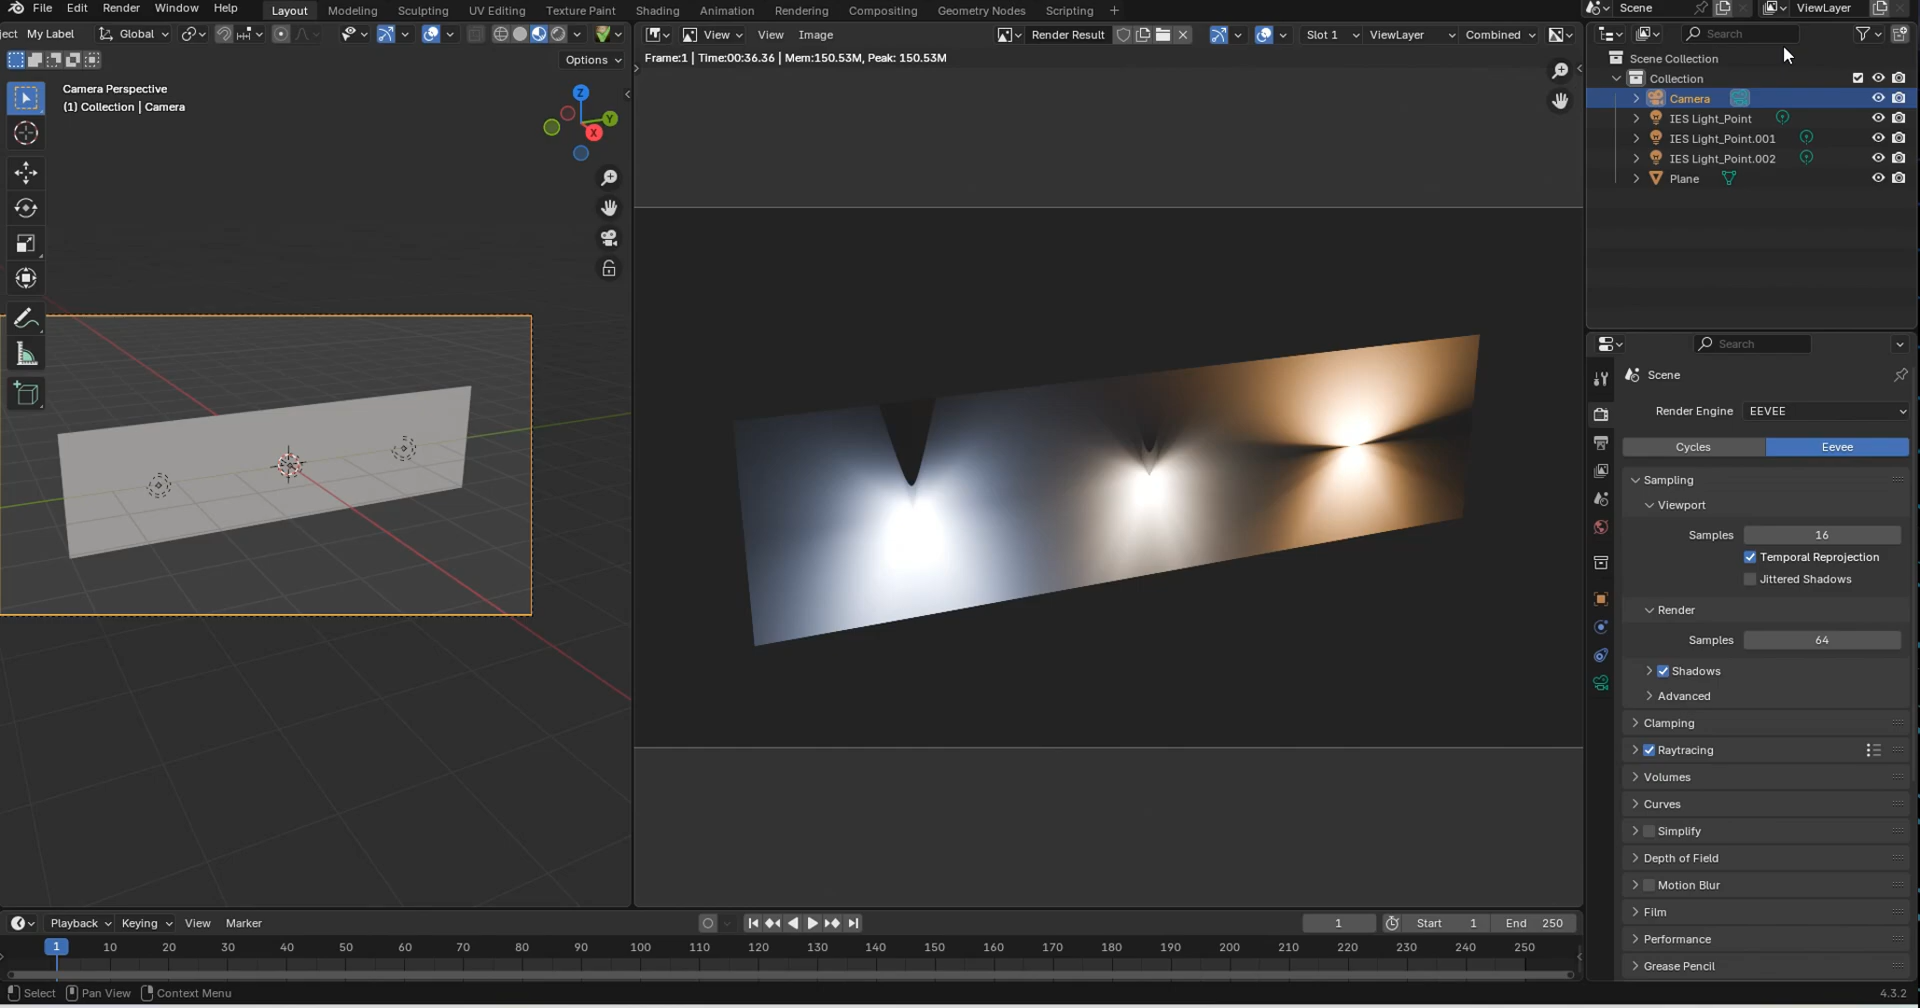 File Edit Render Window Help Layout Modeling Sculpting UV Editing Texture Paint Shading Animation Rendering Compositing Geometry Nodes Scripting + Scene ViewLayer
ject My Label Global
View View Image Render Result Slot 1 ViewLayer Combined
Search
Options
Frame:1 | Time:00:36.36 | Mem:150.53M, Peak: 150.53M
Camera Perspective
(1) Collection | Camera
Z
Y
X
Scene Collection
Collection
Camera
IES Light_Point
IES Light_Point.001
IES Light_Point.002
Plane
Search
Scene
Render Engine EEVEE
Cycles Eevee
Sampling
Viewport
Samples 16
Temporal Reprojection
Jittered Shadows
Render
Samples 64
Shadows
Advanced
Clamping
Raytracing
Volumes
Curves
Simplify
Depth of Field
Motion Blur
Film
Performance
Grease Pencil
Playback Keying View Marker 1 Start 1 End 250
1 10 20 30 40 50 60 70 80 90 100 110 120 130 140 150 160 170 180 190 200 210 220 230 240 250
Select Pan View Context Menu 4.3.2